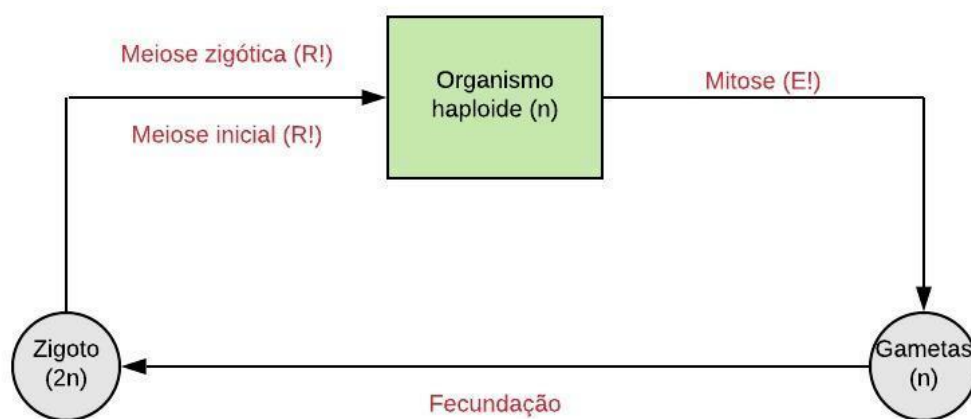 Meiose zigótica (R!)
Meiose inicial (R!)
Organismo
haploide (n)
Mitose (E!)
Zigoto
(2n)
Gametas
(n)
Fecundação